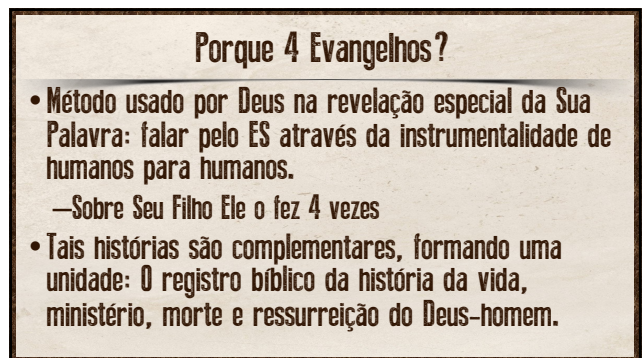 Porque 4 Evangelhos?
• Método usado por Deus na revelação especial da Sua
Palavra: falar pelo ES através da instrumentalidade de
humanos para humanos.
–Sobre Seu Filho Ele o fez 4 vezes
• Tais histórias são complementares, formando uma
unidade: O registro bíblico da história da vida,
ministério, morte e ressurreição do Deus-homem.